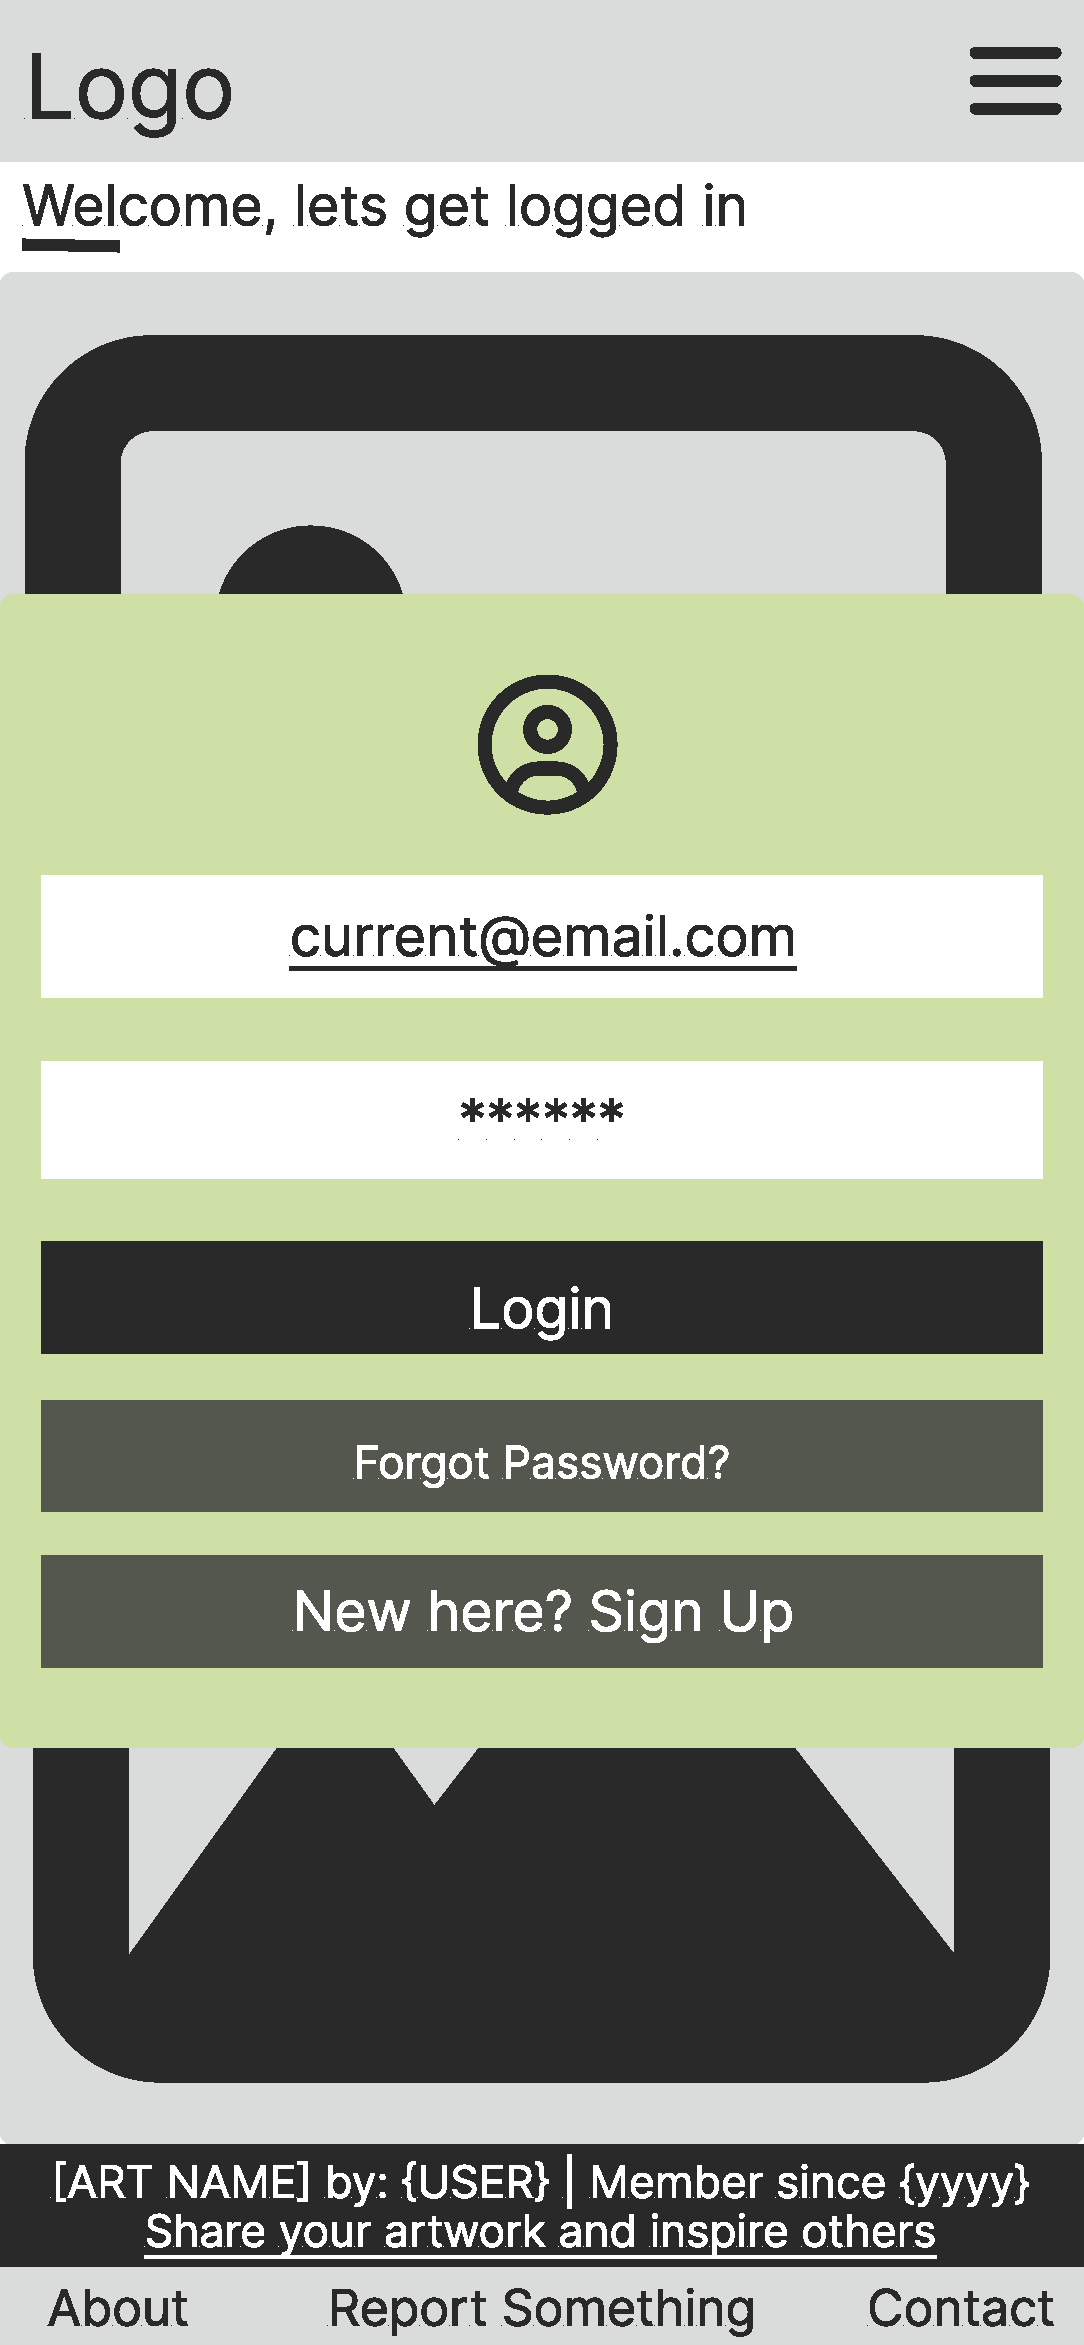 Logo
Welcome, lets get logged in
current@email.com
******
Login
Forgot Password?
New here? Sign Up
[ART NAME] by: {USER} | Member since {yyyy}
Share your artwork and inspire others
About Report Something Contact